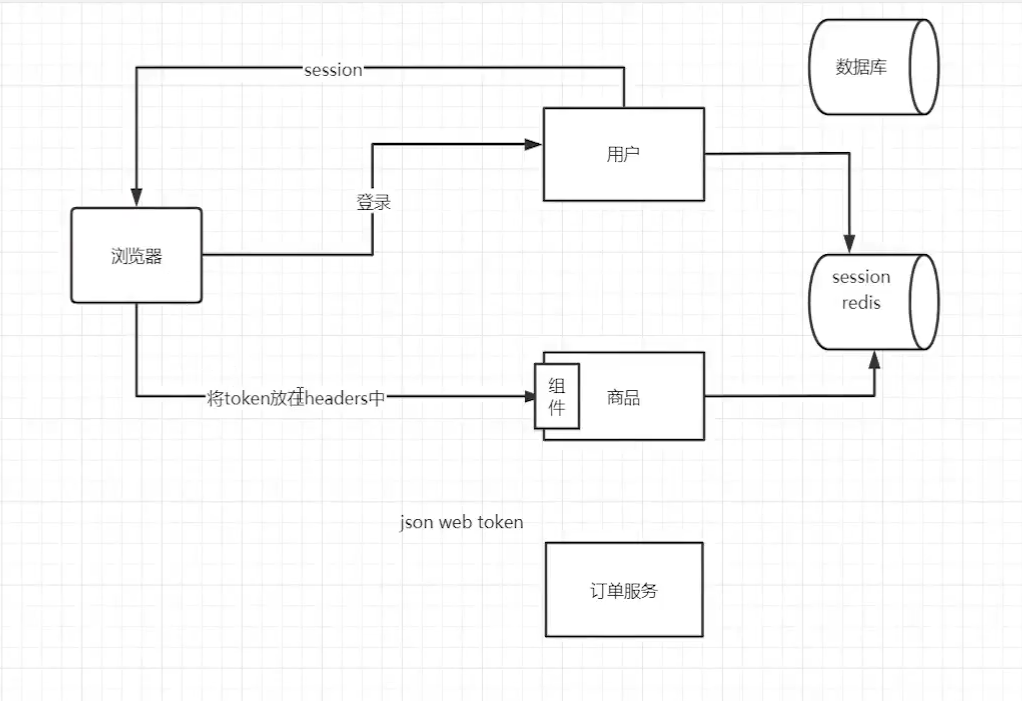 session
数据库
用户
登录
浏览器
session
redis
组
件
商品
将token放在headers中
json web token
订单服务